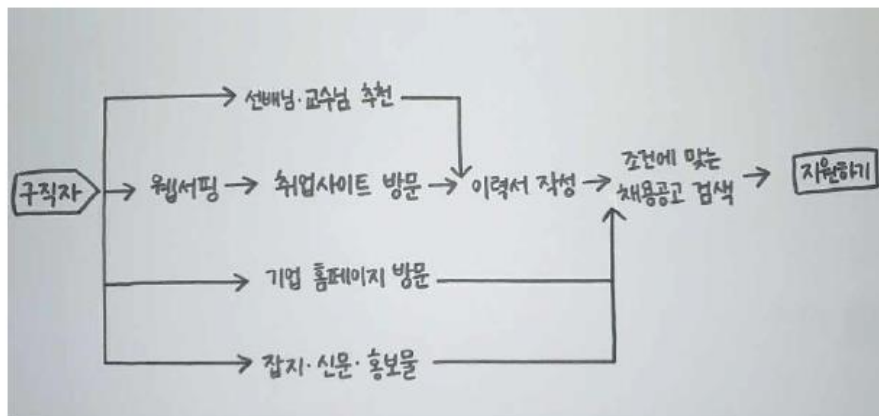 선배님·교수님 추천
구직자
웹서핑
취업사이트 방문
이력서 작성
조건에 맞는
채용공고 검색
지원하기
기업 홈페이지 방문
잡지·신문·홍보물